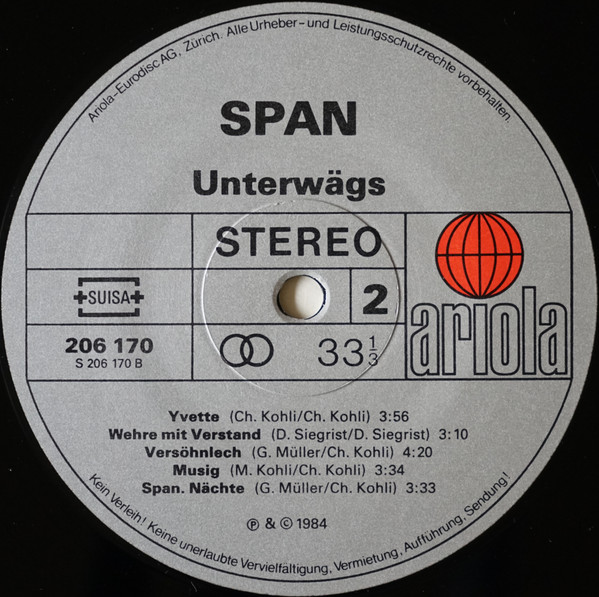 Ariola-Eurodisc AG, Zürich. Alle Urheber- und Leistungsschutzrechte vorbehalten.
SPAN
Unterwägs
STEREO
SUISA
2
206 170
S 206 170 B
33 1/3
ariola
Yvette (Ch. Kohli/Ch. Kohli) 3:56
Wehre mit Verstand (D. Siegrist/D. Siegrist) 3:10
Versöhnlech (G. Müller/Ch. Kohli) 4:20
Musig (M. Kohli/Ch. Kohli) 3:34
Span. Nächte (G. Müller/Ch. Kohli) 3:33
℗ & © 1984
Kein Verleih! Keine unerlaubte Vervielfältigung, Vermietung, Aufführung, Sendung!